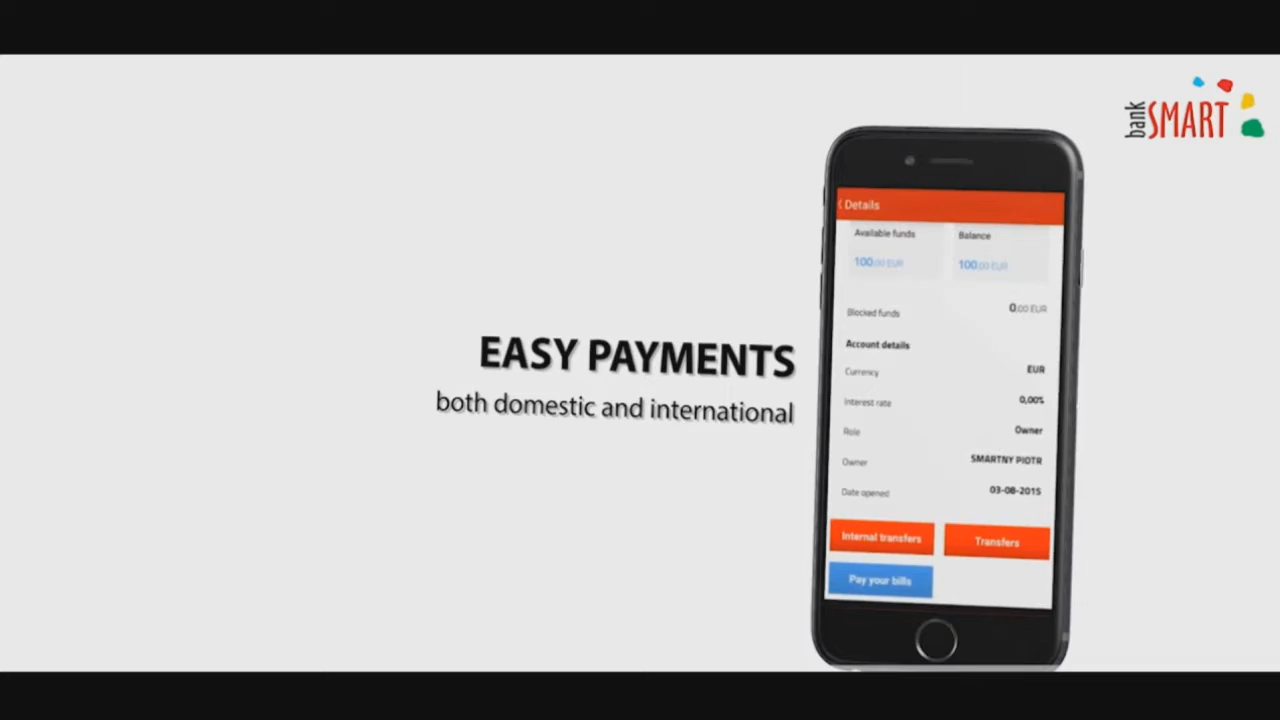 bank SMART
EASY PAYMENTS
both domestic and international
Details
Available funds
100,00 EUR
Balance
100,00 EUR
Blocked funds
0,00 EUR
Account details
Currency
EUR
Interest rate
0,00%
Role
Owner
Owner
SMARTNY PIOTR
Date opened
03-08-2015
Internal transfers
Transfers
Pay your bills